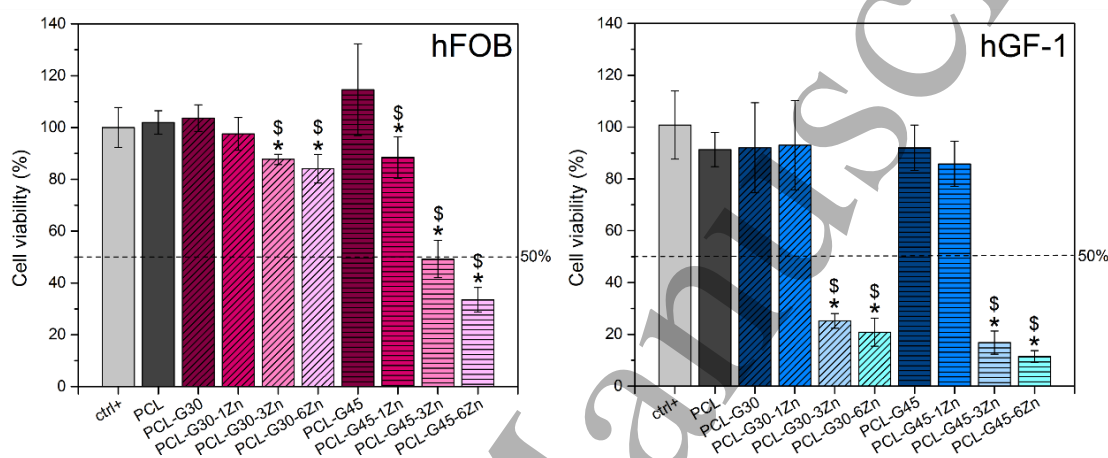 140
120
100
80
60
40
20
0
Cell viability (%)
hFOB
50%
$
*
$
*
$
*
$
*
$
*
ctrl+
PCL
PCL-G30
PCL-G30-1Zn
PCL-G30-3Zn
PCL-G30-6Zn
PCL-G45
PCL-G45-1Zn
PCL-G45-3Zn
PCL-G45-6Zn
140
120
100
80
60
40
20
0
Cell viability (%)
hGF-1
50%
$
*
$
*
$
*
$
*
ctrl+
PCL
PCL-G30
PCL-G30-1Zn
PCL-G30-3Zn
PCL-G30-6Zn
PCL-G45
PCL-G45-1Zn
PCL-G45-3Zn
PCL-G45-6Zn